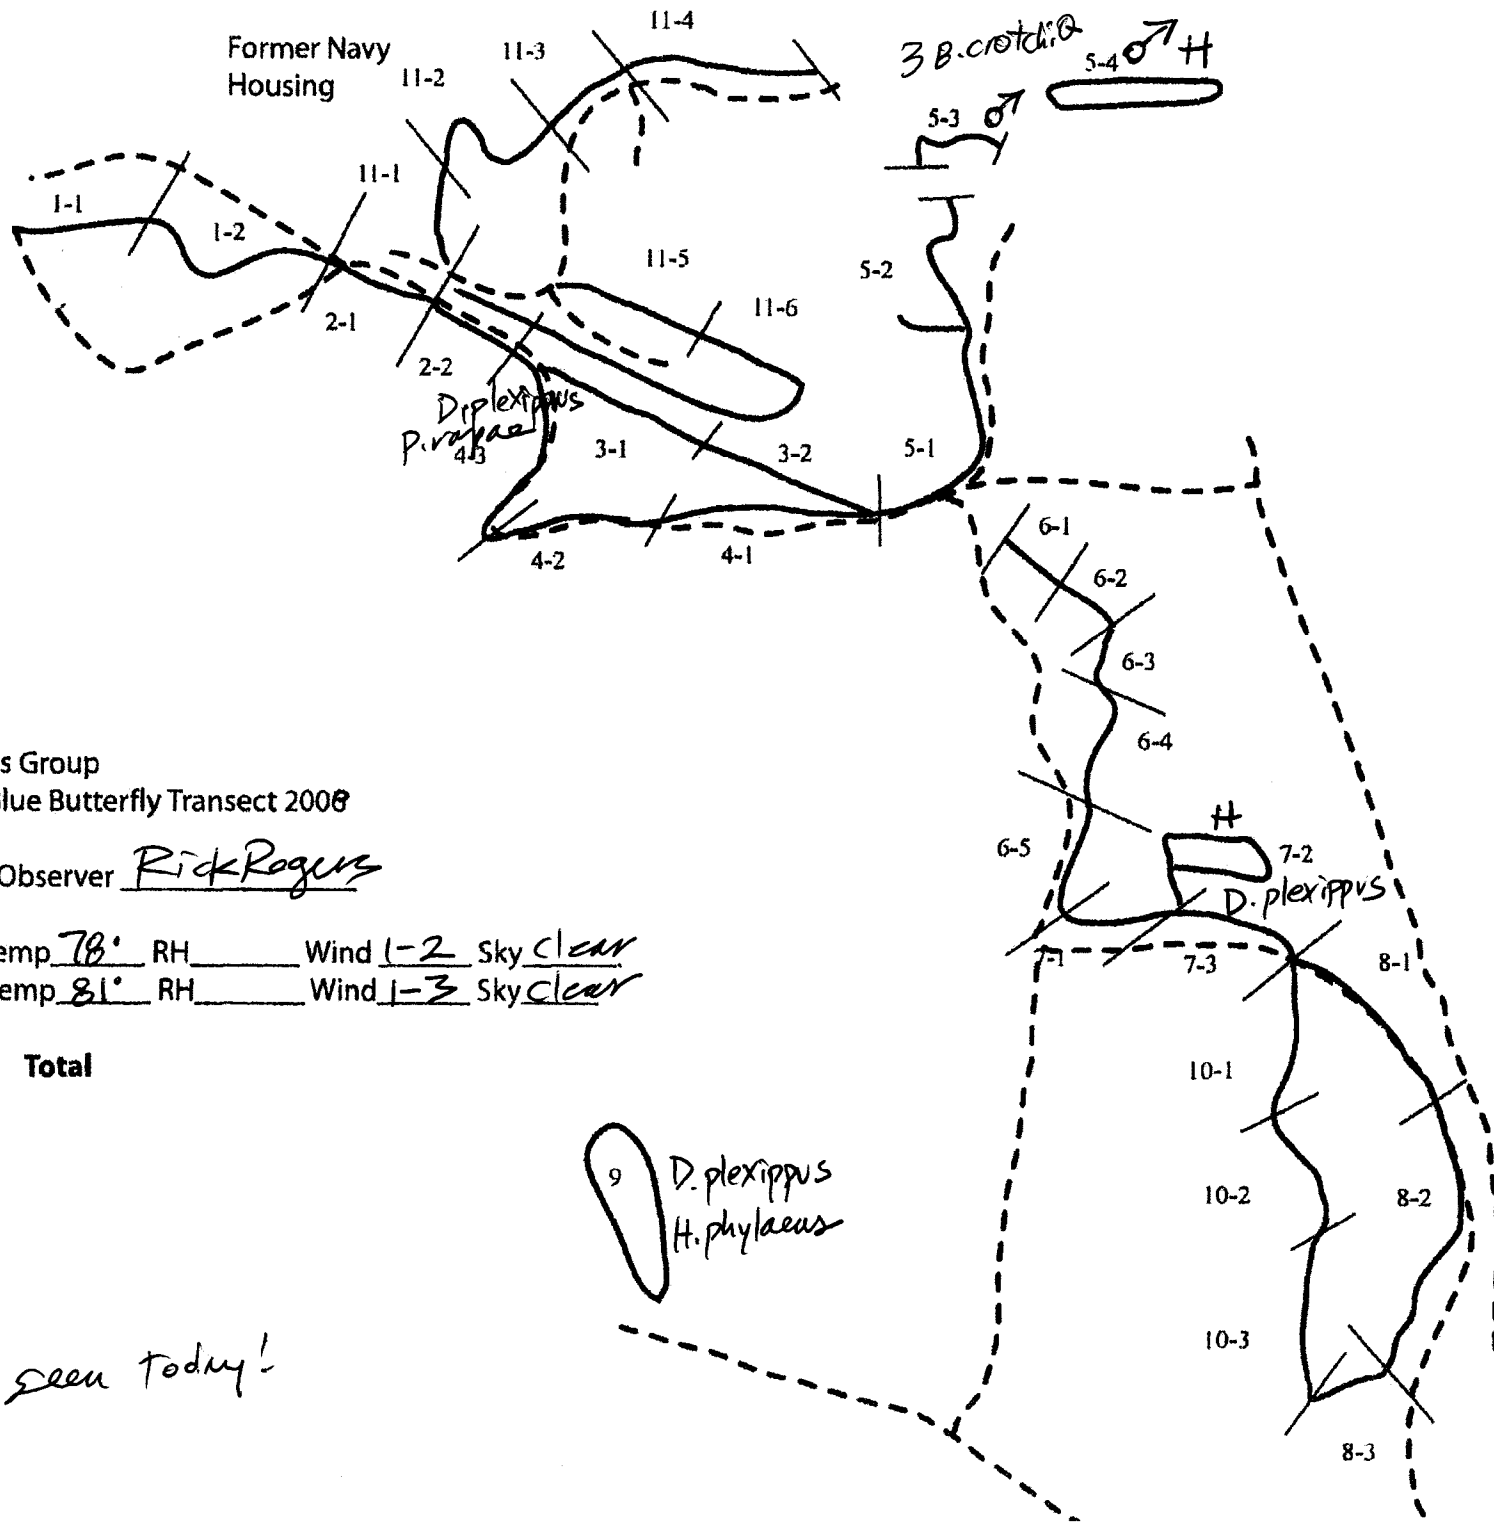 11-4
3 B. crotchiQ
♂ H
Former Navy
Housing
11-3
11-2
5-4
5-3 ♂
11-1
1-1
1-2
11-5
5-2
11-6
2-1
2-2
D. plexippus
P. rapae
4-3
3-1
3-2
5-1
6-1
4-2
4-1
6-2
6-3
6-4
s Group
lue Butterfly Transect 2008
H
6-5
7-2
Observer Rick Rogers
D. plexippus
emp 78° RH Wind 1-2 Sky Clear
7-1
7-3
8-1
emp 81° RH Wind 1-3 Sky Clear
Total
10-1
9
D. plexippus
H. phylaeus
10-2
8-2
10-3
seen Today!
8-3